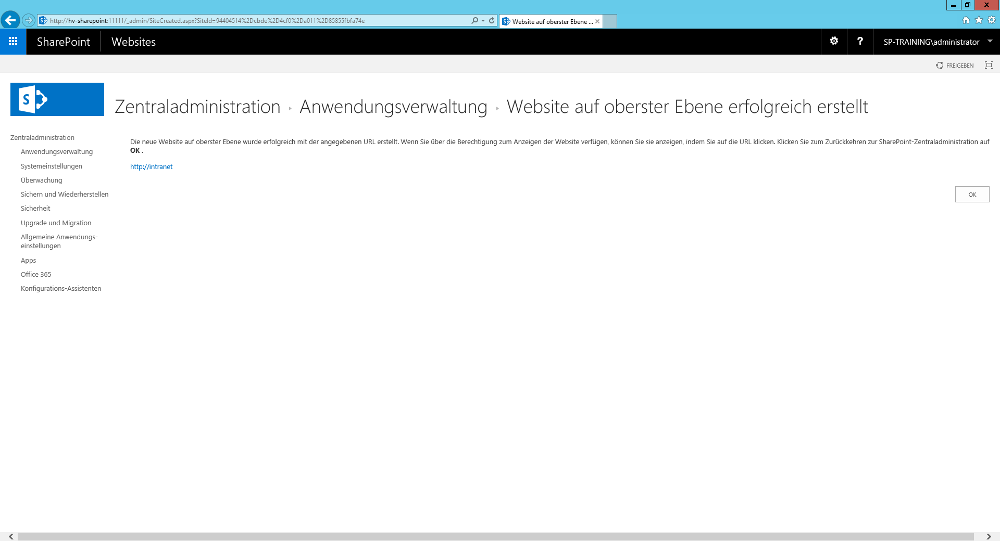 http://hv-sharepoint:11111/_admin/SiteCreated.aspx?SiteId=94404514%2Dcbde%2D4cf0%2Da011%2D85855fbfa74e
Website auf oberster Ebene ...
SharePoint
Websites
?
SP-TRAINING\administrator
FREIGEBEN
S
Zentraladministration ▸ Anwendungsverwaltung ▸ Website auf oberster Ebene erfolgreich erstellt
Zentraladministration
Anwendungsverwaltung
Systemeinstellungen
Überwachung
Sichern und Wiederherstellen
Sicherheit
Upgrade und Migration
Allgemeine Anwendungs-
einstellungen
Apps
Office 365
Konfigurations-Assistenten
Die neue Website auf oberster Ebene wurde erfolgreich mit der angegebenen URL erstellt. Wenn Sie über die Berechtigung zum Anzeigen der Website verfügen, können Sie sie anzeigen, indem Sie auf die URL klicken. Klicken Sie zum Zurückkehren zur SharePoint-Zentraladministration auf
OK .
http://intranet
OK